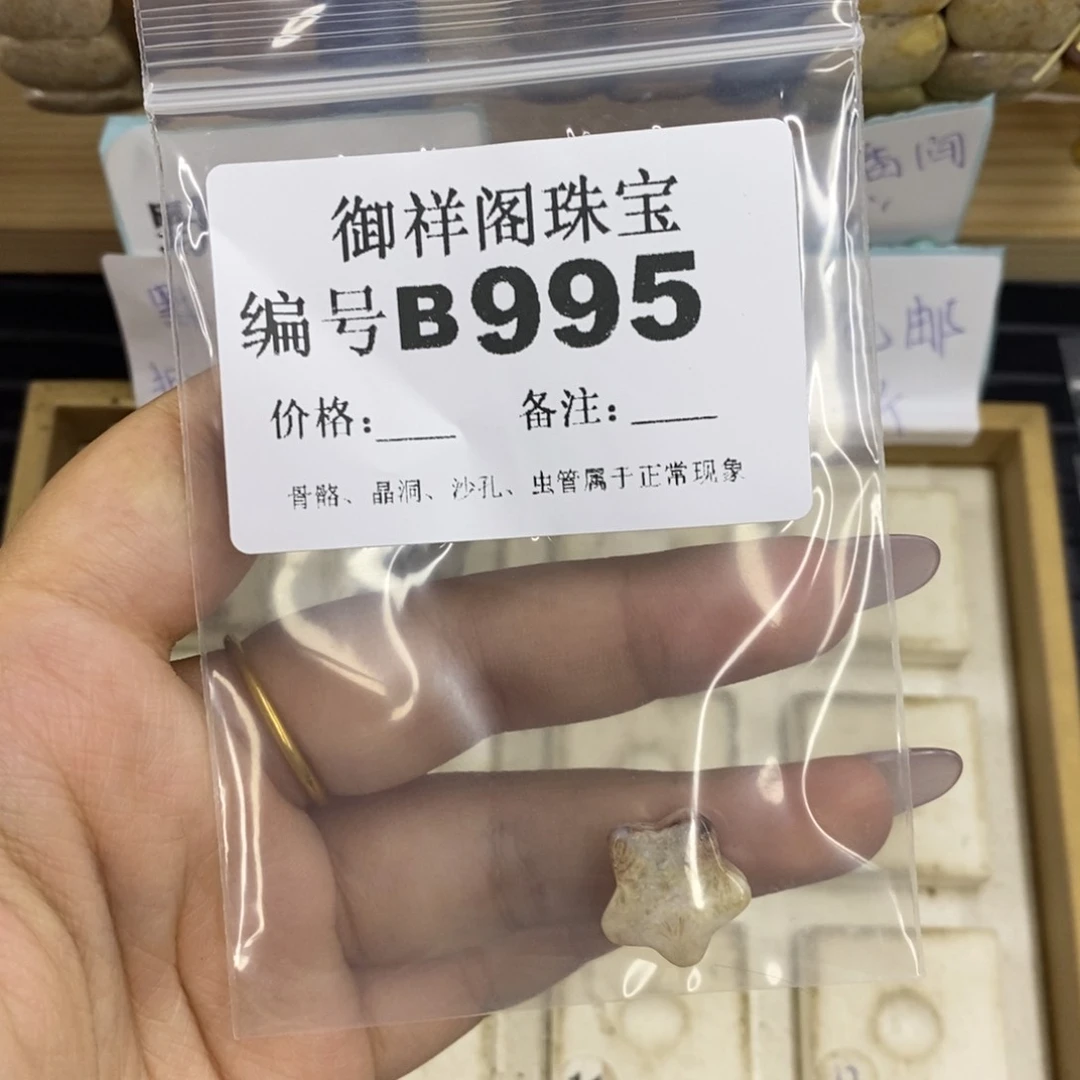 御祥阁珠宝
编号B995
价格:____ 备注:____
骨骼、晶洞、沙孔、虫管属于正常现象
邮